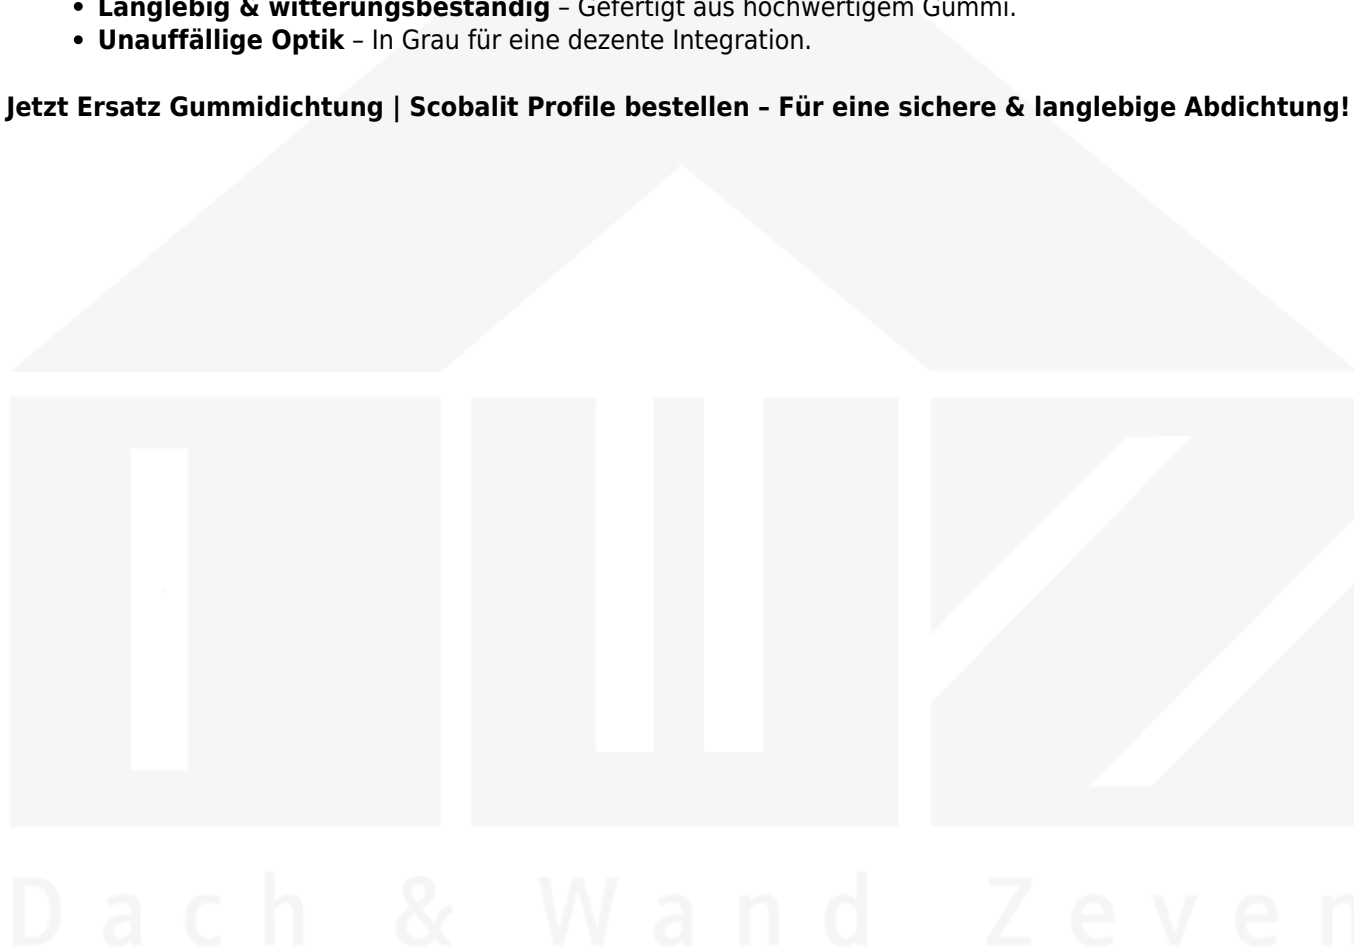 Langlebig & witterungsbeständig – Gefertigt aus hochwertigem Gummi.
Unauffällige Optik – In Grau für eine dezente Integration.
Jetzt Ersatz Gummidichtung | Scobalit Profile bestellen – Für eine sichere & langlebige Abdichtung!
Dach & Wand Zeven